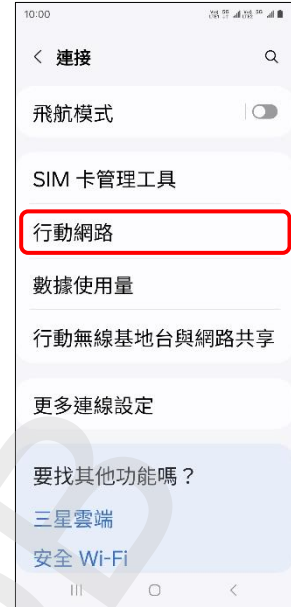 10:00
連接
飛航模式
SIM 卡管理工具
行動網路
數據使用量
行動無線基地台與網路共享
更多連線設定
要找其他功能嗎？
三星雲端
安全 Wi-Fi